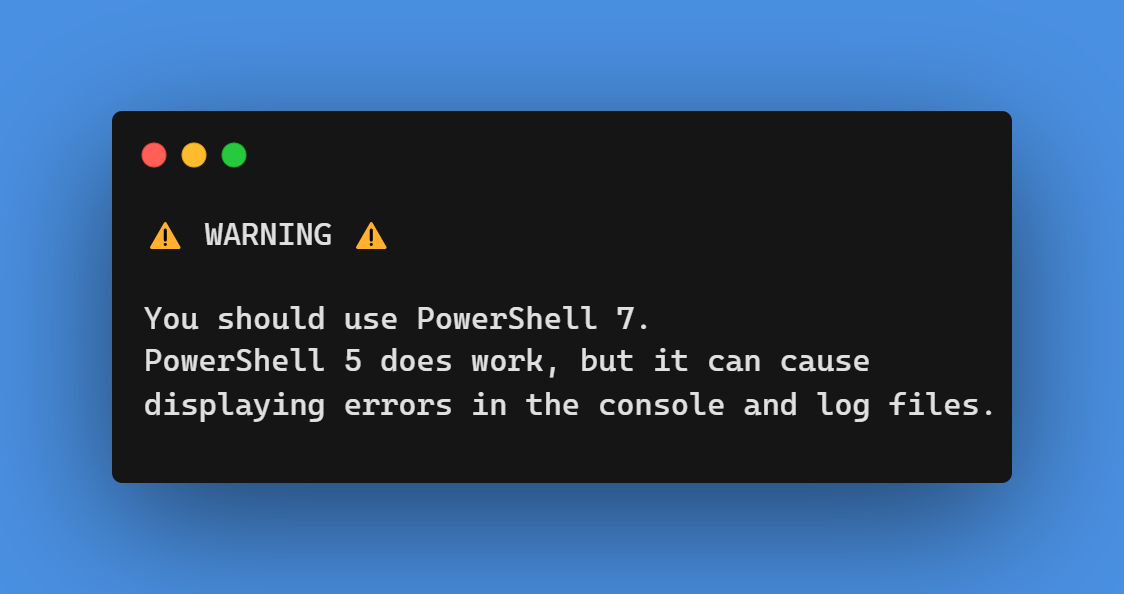 ⚠ WARNING ⚠
You should use PowerShell 7.
PowerShell 5 does work, but it can cause
displaying errors in the console and log files.